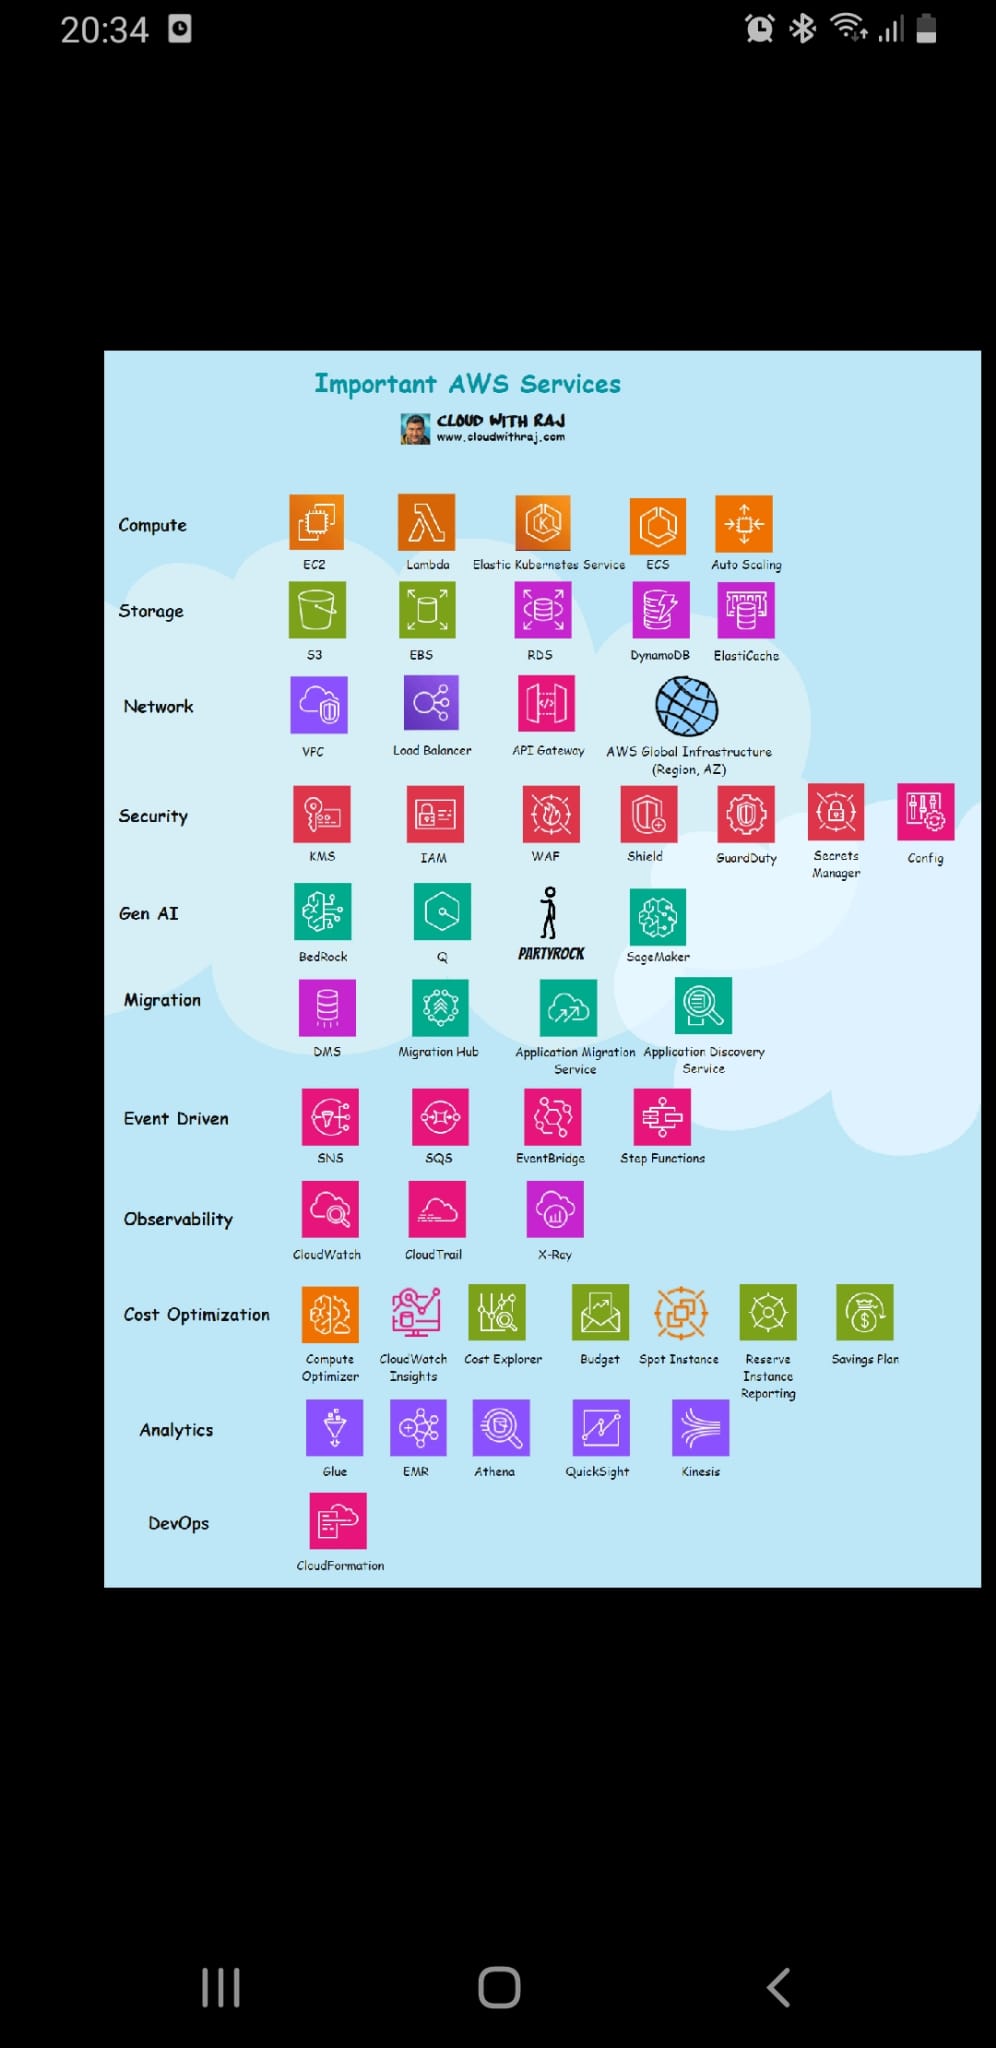 20:34
Important AWS Services
CLOUD WITH RAJ
www.cloudwithraj.com
Compute
EC2 Lambda Elastic Kubernetes Service ECS Auto Scaling
Storage
S3 EBS RDS DynamoDB ElastiCache
Network
VPC Load Balancer API Gateway AWS Global Infrastructure
(Region, AZ)
Security
KMS IAM WAF Shield GuardDuty Secrets Config
Manager
Gen AI
BedRock Q PARTYROCK SageMaker
Migration
DMS Migration Hub Application Migration Application Discovery
Service Service
Event Driven
SNS SQS EventBridge Step Functions
Observability
CloudWatch CloudTrail X-Ray
Cost Optimization
Compute CloudWatch Cost Explorer Budget Spot Instance Reserve Savings Plan
Optimizer Insights Instance
Reporting
Analytics
Glue EMR Athena QuickSight Kinesis
DevOps
CloudFormation